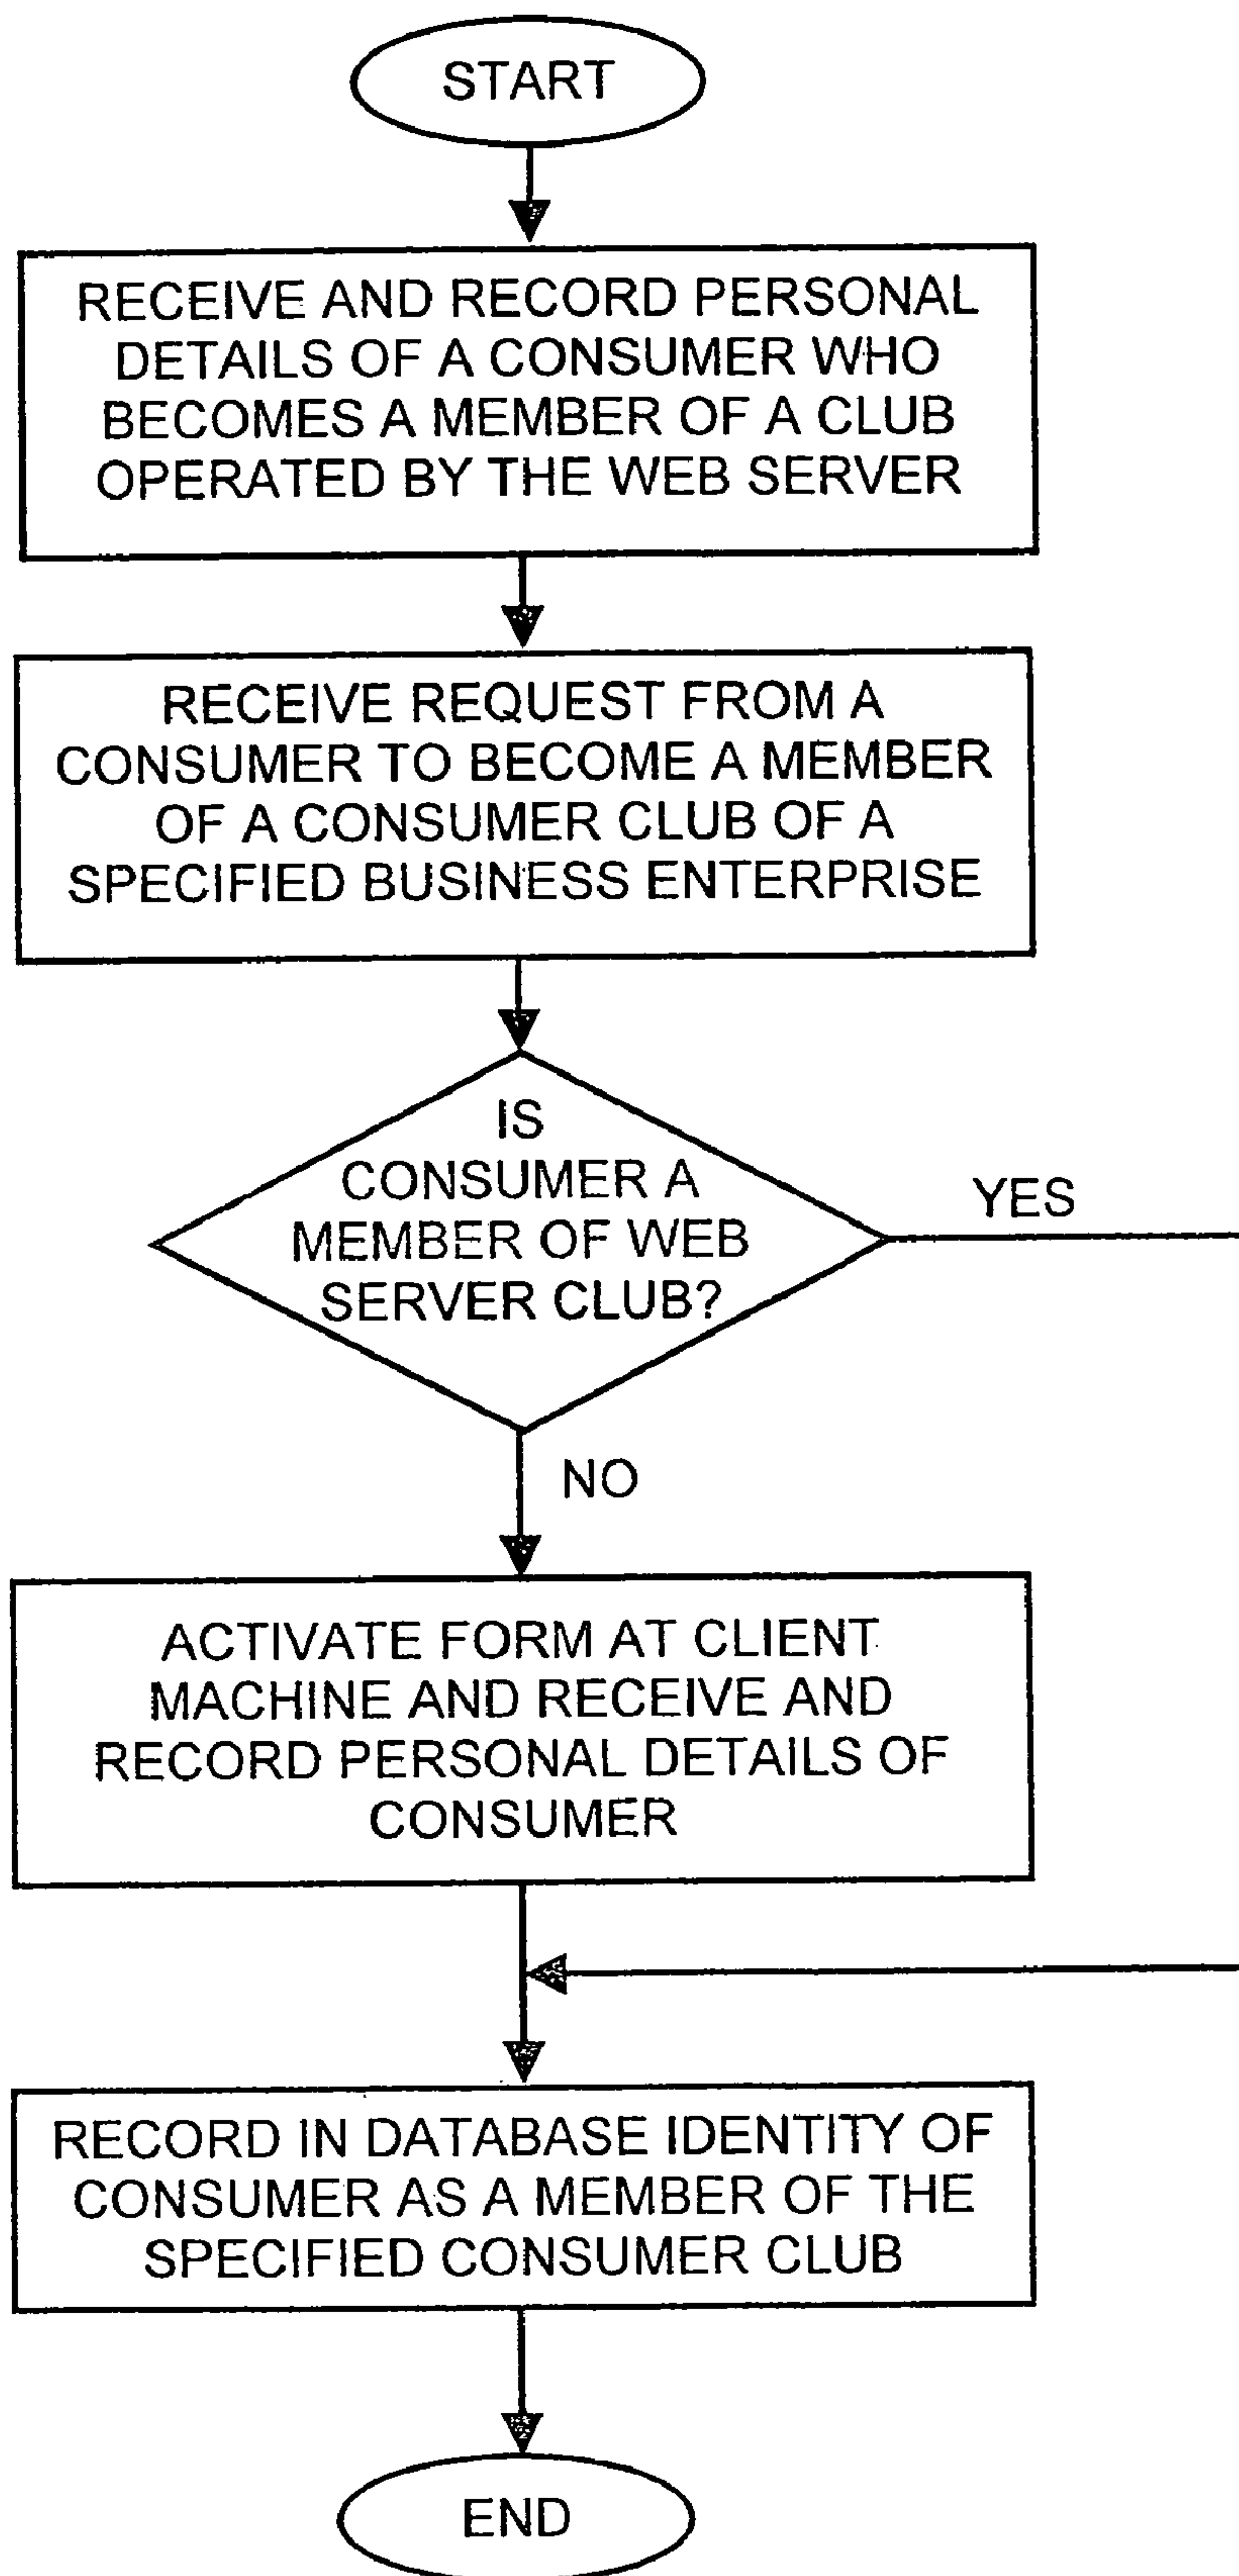 START
RECEIVE AND RECORD PERSONAL
DETAILS OF A CONSUMER WHO
BECOMES A MEMBER OF A CLUB
OPERATED BY THE WEB SERVER
RECEIVE REQUEST FROM A
CONSUMER TO BECOME A MEMBER
OF A CONSUMER CLUB OF A
SPECIFIED BUSINESS ENTERPRISE
IS
CONSUMER A
MEMBER OF WEB
SERVER CLUB?
YES
NO
ACTIVATE FORM AT CLIENT
MACHINE AND RECEIVE AND
RECORD PERSONAL DETAILS OF
CONSUMER
RECORD IN DATABASE IDENTITY OF
CONSUMER AS A MEMBER OF THE
SPECIFIED CONSUMER CLUB
END